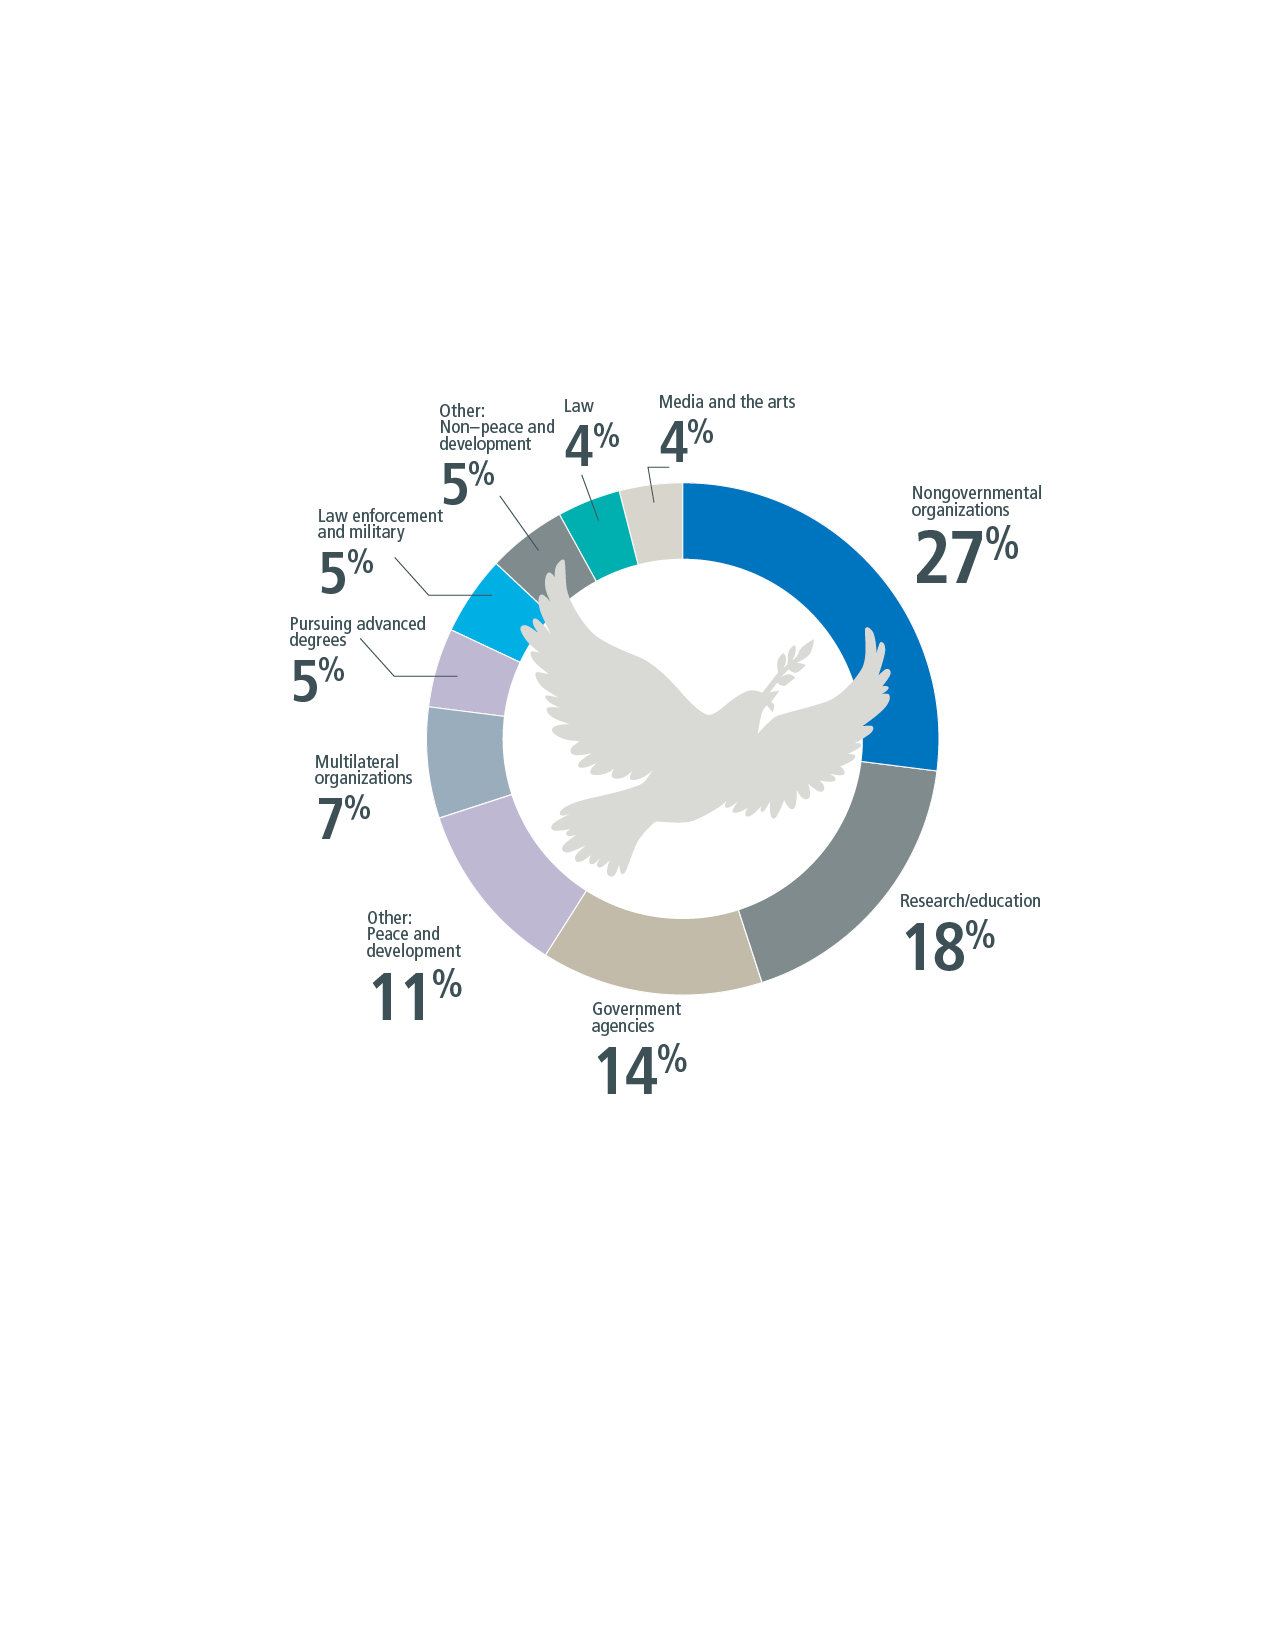 Media and the arts
4%
Nongovernmental
organizations
27%
Research/education
18%
Government
agencies
14%
Other:
Peace and
development
11%
Multilateral
organizations
7%
Pursuing advanced
degrees
5%
Law enforcement
and military
5%
Other:
Non–peace and
development
5%
Law
4%